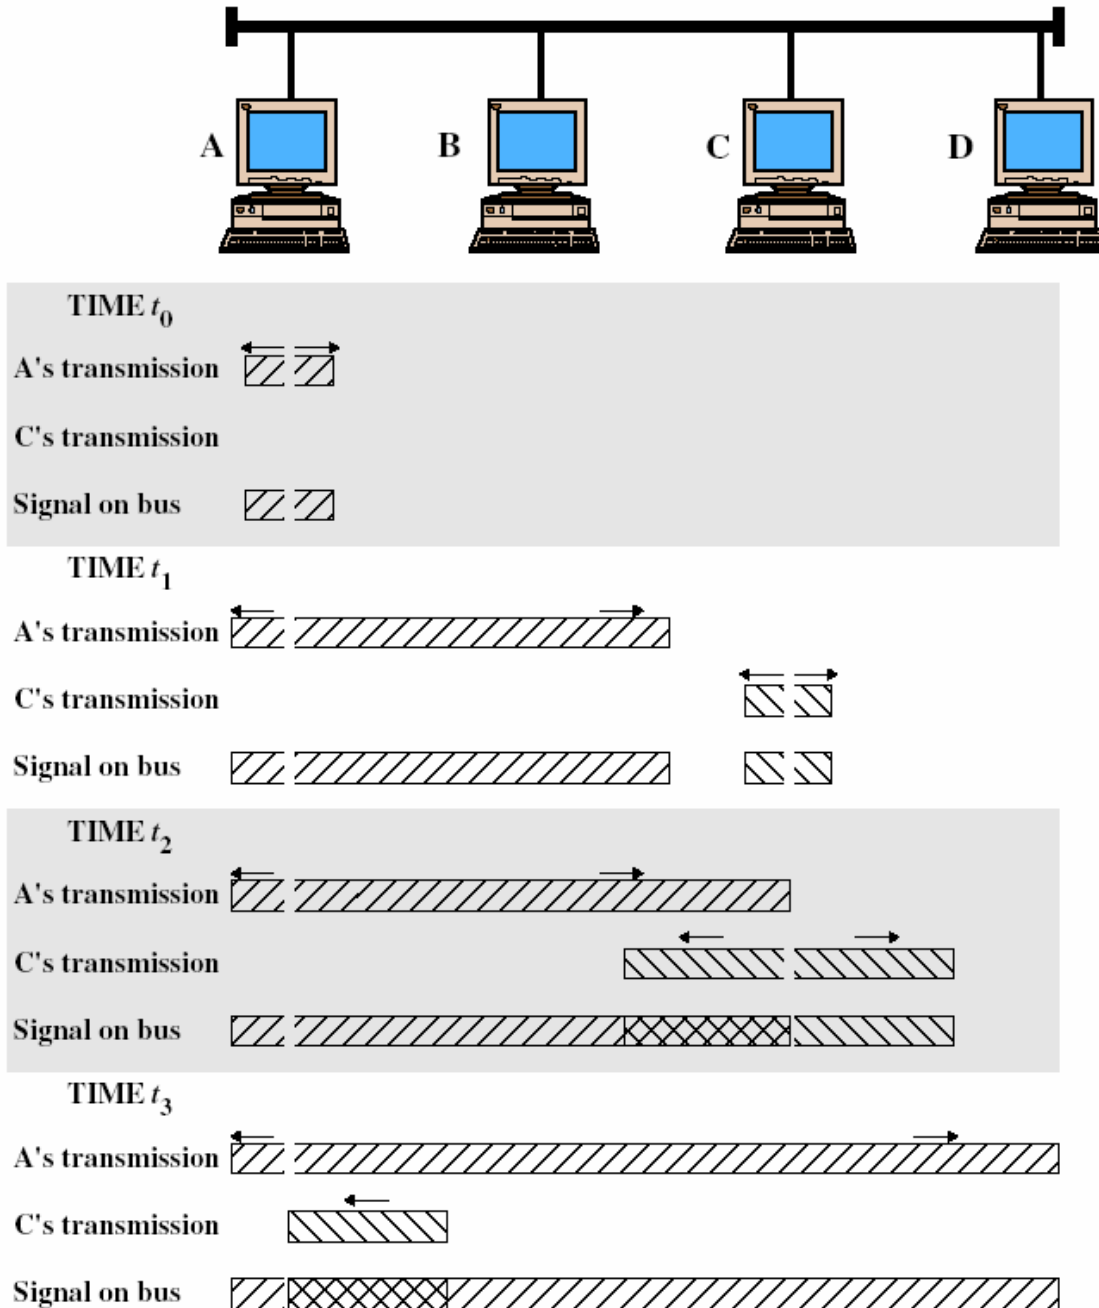 A B C D
TIME t0
A's transmission
C's transmission
Signal on bus
TIME t1
A's transmission
C's transmission
Signal on bus
TIME t2
A's transmission
C's transmission
Signal on bus
TIME t3
A's transmission
C's transmission
Signal on bus